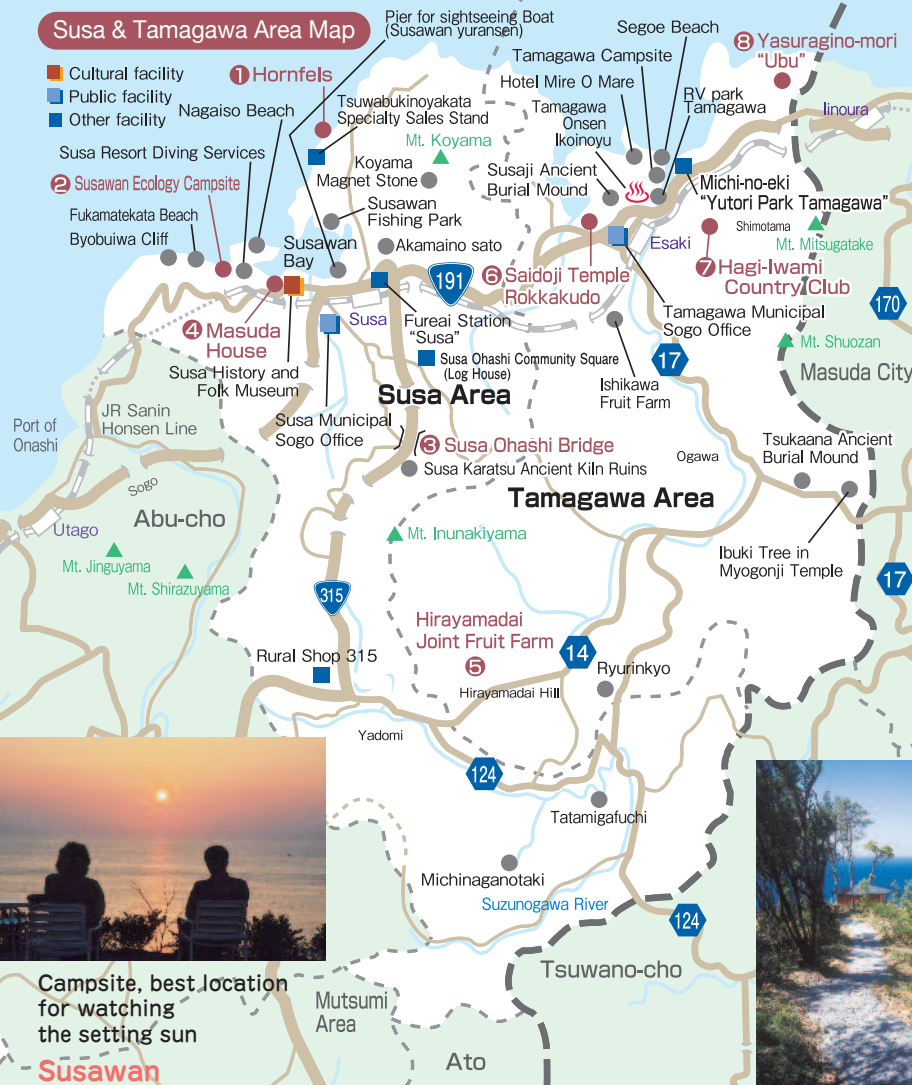 Susa & Tamagawa Area Map
Cultural facility
Public facility
Other facility
Pier for sightseeing Boat
(Susawan yuransen)
Segoe Beach
Tamagawa Campsite
Hotel Mire O Mare
Tamagawa
Onsen
Ikoinoyu
RV park
Tamagawa
8 Yasuragino-mori
"Ubu"
Iinoura
1 Hornfels
Nagaiso Beach
Tsuwabukinoyakata
Specialty Sales Stand
Mt. Koyama
Koyama
Magnet Stone
Susa Resort Diving Services
2 Susawan Ecology Campsite
Fukamatekata Beach
Byobuiwa Cliff
Susawan
Fishing Park
Susawan
Bay
Akamaino sato
Susaji Ancient
Burial Mound
Michi-no-eki
"Yutori Park Tamagawa"
Shimotama
Mt. Mitsugatake
Esaki
191
6 Saidoji Temple
Rokkakudo
7 Hagi-Iwami
Country Club
170
4 Masuda
House
Susa
Fureai Station
"Susa"
Tamagawa Municipal
Sogo Office
Mt. Shuozan
Masuda City
Susa History and
Folk Museum
Susa Ohashi Community Square
(Log House)
17
Ishikawa
Fruit Farm
Susa Area
JR Sanin
Honsen Line
Port of
Onashi
Susa Municipal
Sogo Office
3 Susa Ohashi Bridge
Susa Karatsu Ancient Kiln Ruins
Ogawa
Tsukaana Ancient
Burial Mound
Tamagawa Area
Sogo
Abu-cho
Utago
Mt. Jinguyama
Mt. Shirazuyama
Mt. Inunakiyama
Ibuki Tree in
Myogonji Temple
17
315
Hirayamadai
Joint Fruit Farm
5
14
Rural Shop 315
Ryurinkyo
Hirayamadai Hill
Yadomi
124
Tatamigafuchi
Michinaganotaki
Suzunogawa River
124
Tsuwano-cho
Campsite, best location
for watching
the setting sun
Mutsumi
Area
Ato
Susawan